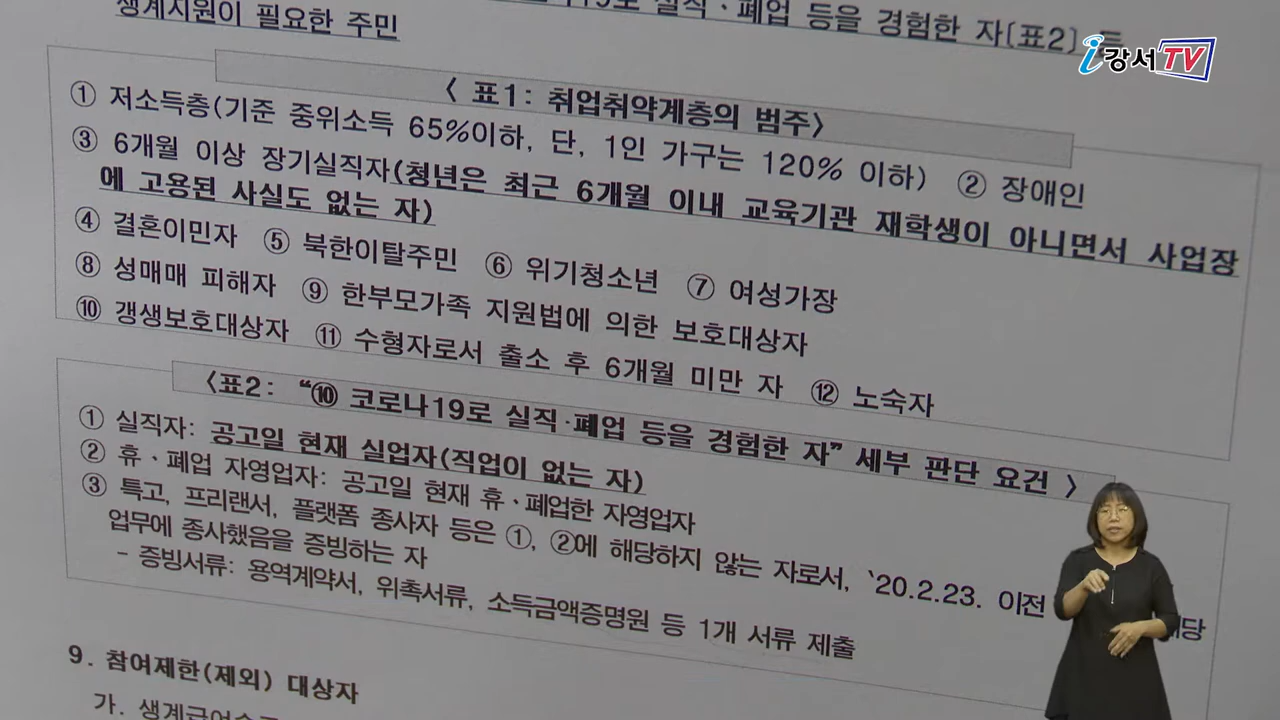 19로 실직·폐업 등을 경험한 자[표2] 등
생계지원이 필요한 주민
i강서TV
< 표1: 취업취약계층의 범주>
① 저소득층(기준 중위소득 65%이하, 단, 1인 가구는 120% 이하) ② 장애인
③ 6개월 이상 장기실직자(청년은 최근 6개월 이내 교육기관 재학생이 아니면서 사업장
에 고용된 사실도 없는 자)
④ 결혼이민자 ⑤ 북한이탈주민 ⑥ 위기청소년 ⑦ 여성가장
⑧ 성매매 피해자 ⑨ 한부모가족 지원법에 의한 보호대상자
⑩ 갱생보호대상자 ⑪ 수형자로서 출소 후 6개월 미만 자 ⑫ 노숙자
<표2: “⑩ 코로나19로 실직·폐업 등을 경험한 자” 세부 판단 요건 >
① 실직자: 공고일 현재 실업자(직업이 없는 자)
② 휴·폐업 자영업자: 공고일 현재 휴·폐업한 자영업자
③ 특고, 프리랜서, 플랫폼 종사자 등은 ①, ②에 해당하지 않는 자로서, `20.2.23. 이전
업무에 종사했음을 증빙하는 자
- 증빙서류: 용역계약서, 위촉서류, 소득금액증명원 등 1개 서류 제출
9. 참여제한(제외) 대상자
가.